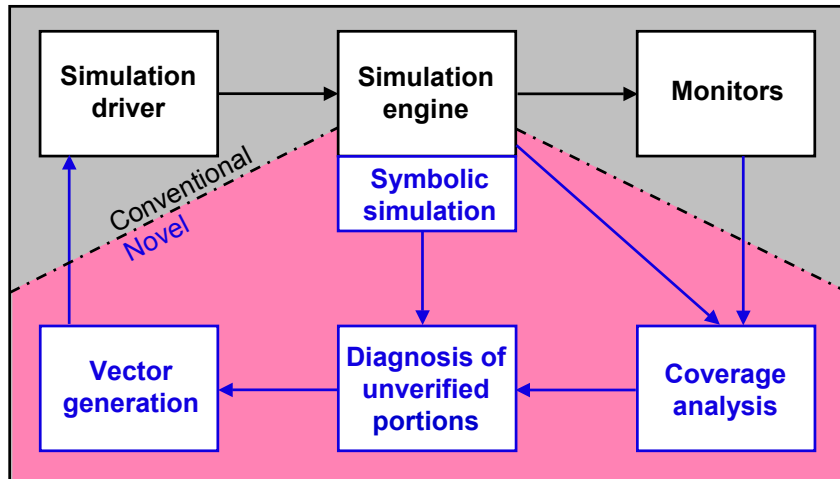 Simulation
driver
Simulation
engine
Monitors
Symbolic
simulation
Conventional
Novel
Vector
generation
Diagnosis of
unverified
portions
Coverage
analysis